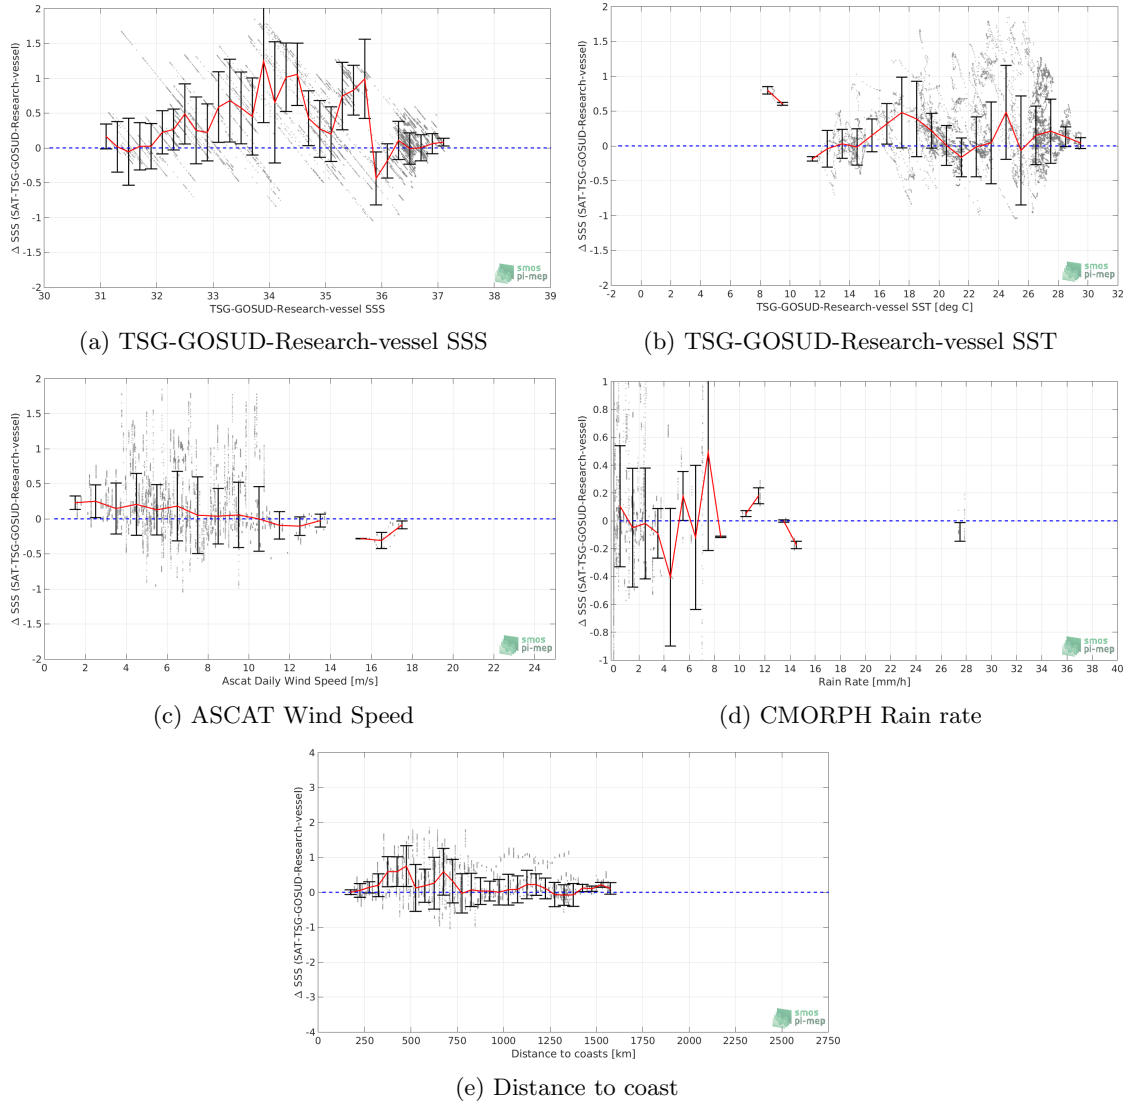 Δ SSS (SAT-TSG-GOSUD-Research-vessel)
2
1.5
1
0.5
0
-0.5
-1
-1.5
-2
30 31 32 33 34 35 36 37 38 39
TSG-GOSUD-Research-vessel SSS
smos
pi-mep
(a) TSG-GOSUD-Research-vessel SSS
Δ SSS (SAT-TSG-GOSUD-Research-vessel)
2
1.5
1
0.5
0
-0.5
-1
-1.5
-2
-2 0 2 4 6 8 10 12 14 16 18 20 22 24 26 28 30 32
TSG-GOSUD-Research-vessel SST [deg C]
smos
pi-mep
(b) TSG-GOSUD-Research-vessel SST
Δ SSS (SAT-TSG-GOSUD-Research-vessel)
2
1.5
1
0.5
0
-0.5
-1
-1.5
-2
0 2 4 6 8 10 12 14 16 18 20 22 24
Ascat Daily Wind Speed [m/s]
smos
pi-mep
(c) ASCAT Wind Speed
Δ SSS (SAT-TSG-GOSUD-Research-vessel)
1
0.8
0.6
0.4
0.2
0
-0.2
-0.4
-0.6
-0.8
-1
0 2 4 6 8 10 12 14 16 18 20 22 24 26 28 30 32 34 36 38 40
Rain Rate [mm/h]
smos
pi-mep
(d) CMORPH Rain rate
Δ SSS (SAT-TSG-GOSUD-Research-vessel)
4
3
2
1
0
-1
-2
-3
-4
0 250 500 750 1000 1250 1500 1750 2000 2250 2500 2750
Distance to coasts [km]
smos
pi-mep
(e) Distance to coast